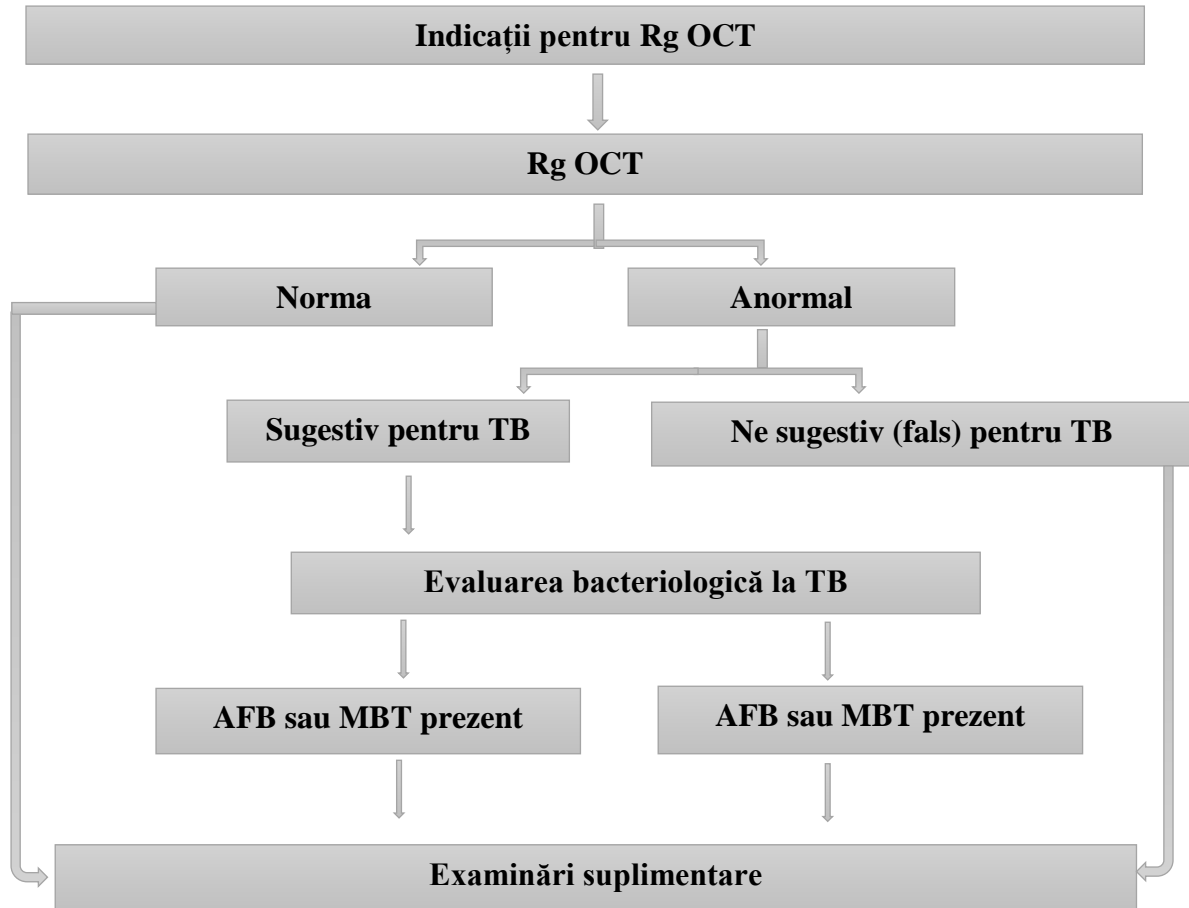 Indicații pentru Rg OCT
Rg OCT
Norma
Anormal
Sugestiv pentru TB
Ne sugestiv (fals) pentru TB
Evaluarea bacteriologică la TB
AFB sau MBT prezent
AFB sau MBT prezent
Examinări suplimentare